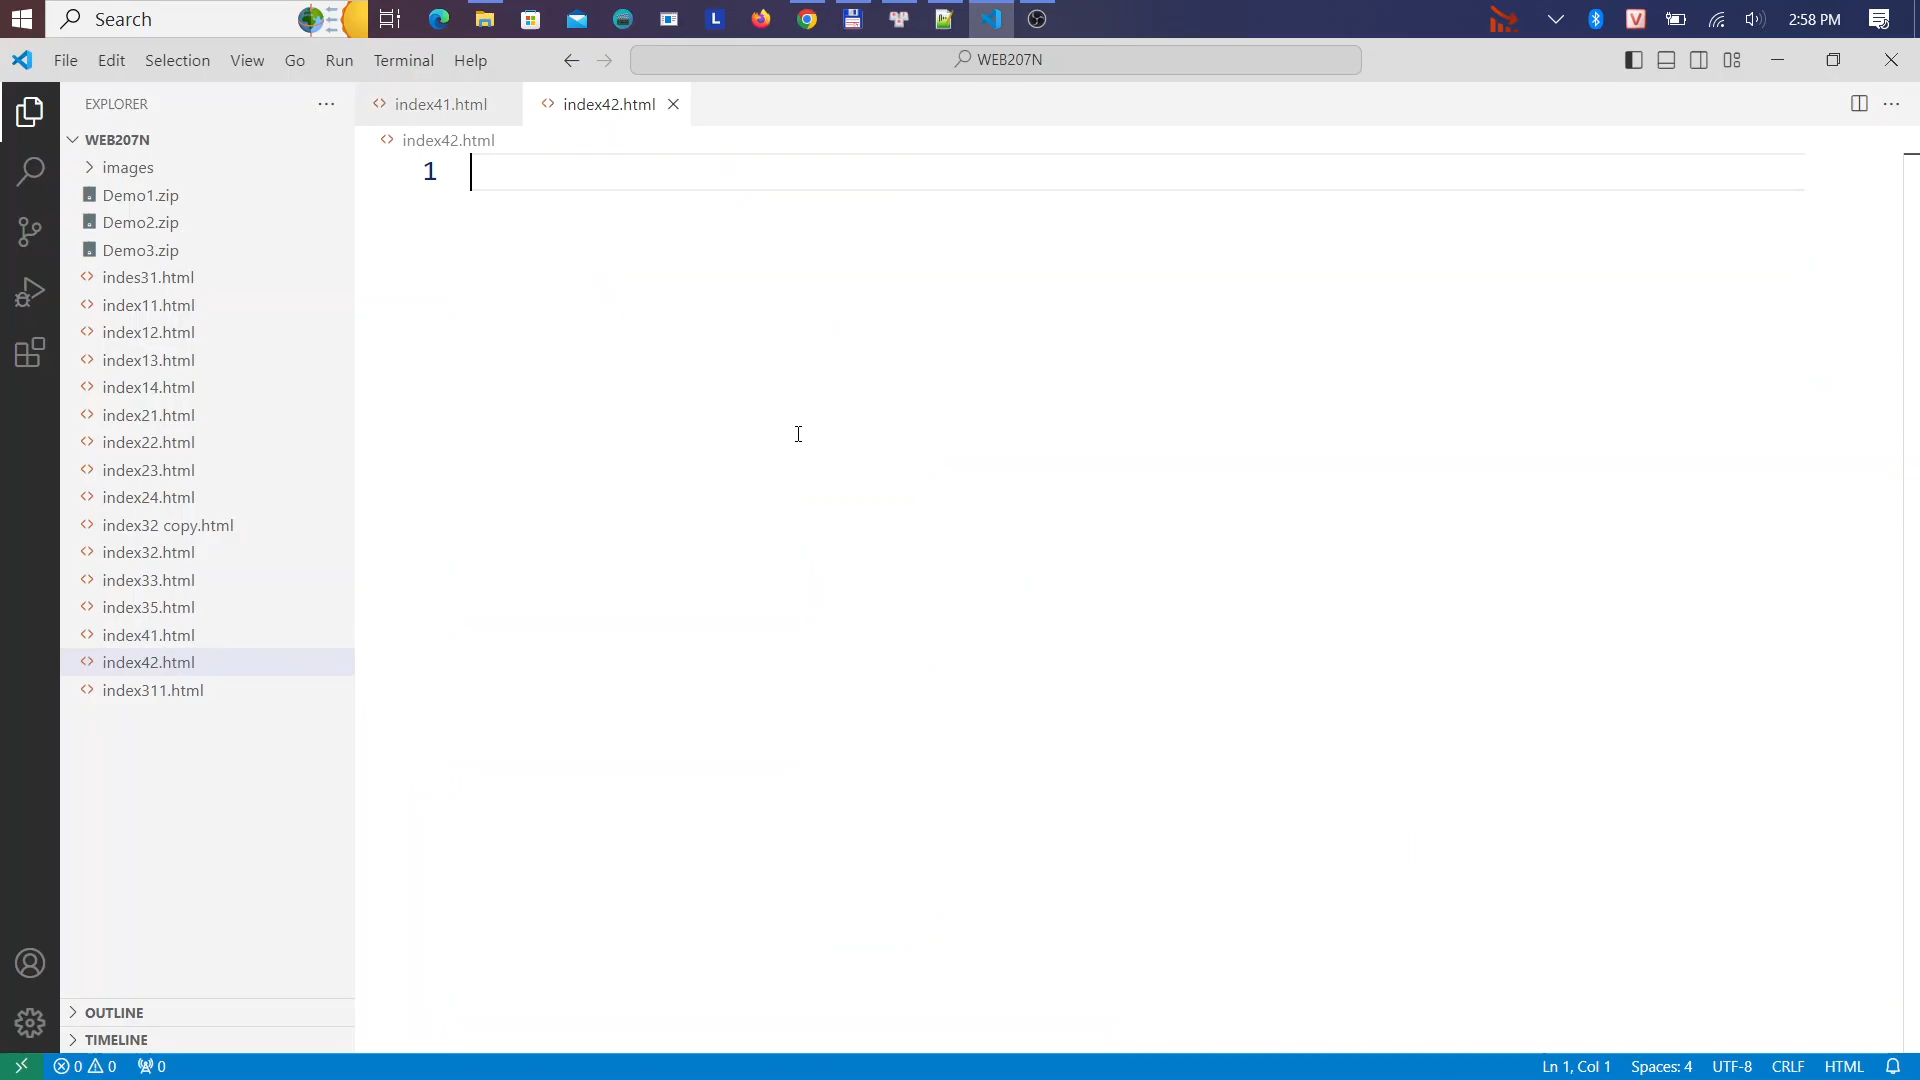 Search
2:58 PM
File Edit Selection View Go Run Terminal Help
WEB207N
EXPLORER
index41.html
index42.html
WEB207N
index42.html
images
1
Demo1.zip
Demo2.zip
Demo3.zip
indes31.html
index11.html
index12.html
index13.html
index14.html
index21.html
index22.html
index23.html
index24.html
index32 copy.html
index32.html
index33.html
index35.html
index41.html
index42.html
index311.html
OUTLINE
TIMELINE
0 0 0
Ln 1, Col 1 Spaces: 4 UTF-8 CRLF HTML